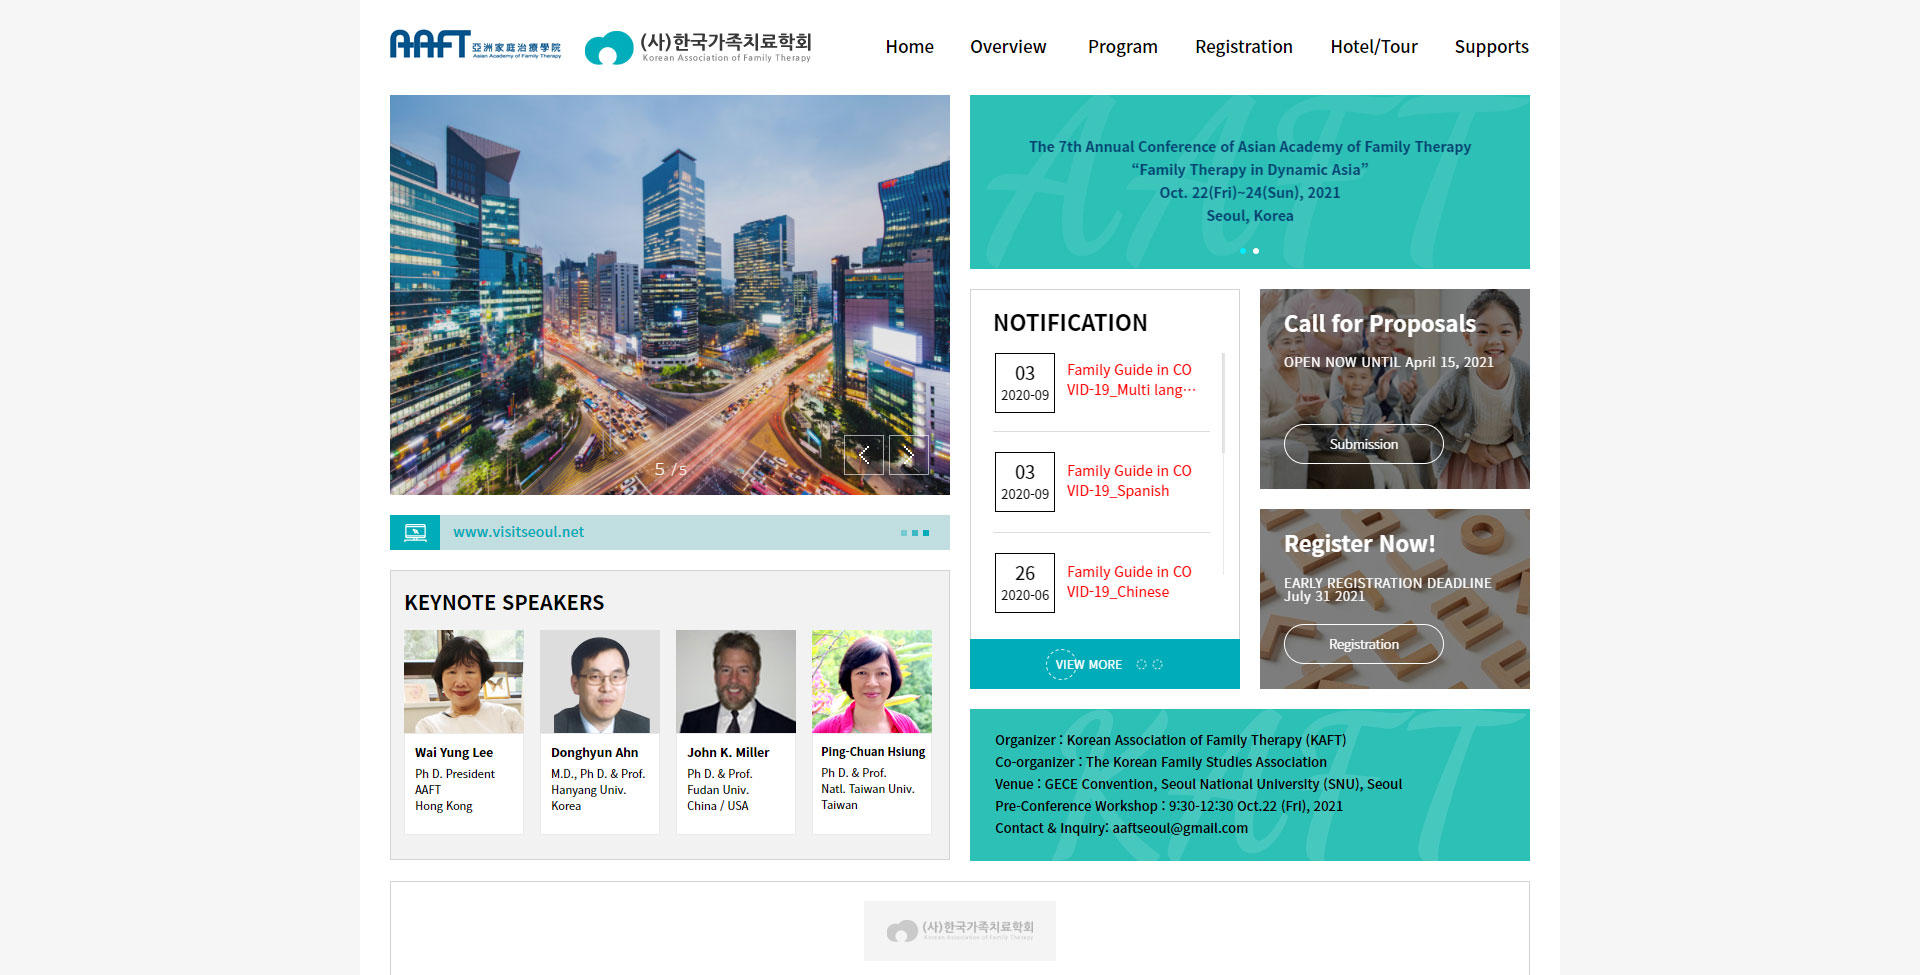 AAFT 亞洲家庭治療學院
Asian Academy of Family Therapy
(사)한국가족치료학회
Korean Association of Family Therapy
Home Overview Program Registration Hotel/Tour Supports
The 7th Annual Conference of Asian Academy of Family Therapy
“Family Therapy in Dynamic Asia”
Oct. 22(Fri)~24(Sun), 2021
Seoul, Korea
5 / 5
www.visitseoul.net
KEYNOTE SPEAKERS
Wai Yung Lee
Ph D. President
AAFT
Hong Kong
Donghyun Ahn
M.D., Ph D. & Prof.
Hanyang Univ.
Korea
John K. Miller
Ph D. & Prof.
Fudan Univ.
China / USA
Ping-Chuan Hsiung
Ph D. & Prof.
Natl. Taiwan Univ.
Taiwan
NOTIFICATION
03
2020-09
Family Guide in CO
VID-19_Multi lang…
03
2020-09
Family Guide in CO
VID-19_Spanish
26
2020-06
Family Guide in CO
VID-19_Chinese
VIEW MORE
Call for Proposals
OPEN NOW UNTIL April 15, 2021
Submission
Register Now!
EARLY REGISTRATION DEADLINE
July 31 2021
Registration
Organizer : Korean Association of Family Therapy (KAFT)
Co-organizer : The Korean Family Studies Association
Venue : GECE Convention, Seoul National University (SNU), Seoul
Pre-Conference Workshop : 9:30-12:30 Oct.22 (Fri), 2021
Contact & Inquiry: aaftseoul@gmail.com
AAFT
KAFT
(사)한국가족치료학회
Korean Association of Family Therapy